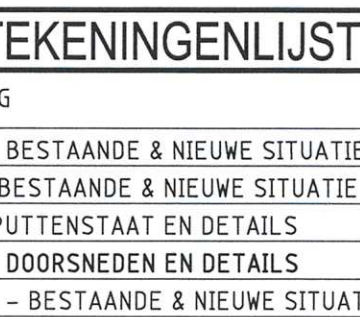 TEKENINGENLIJST
G
BESTAANDE & NIEUWE SITUATIE
BESTAANDE & NIEUWE SITUATIE
PUTTENSTAAT EN DETAILS
DOORSNEDEN EN DETAILS
– BESTAANDE & NIEUWE SITUAT